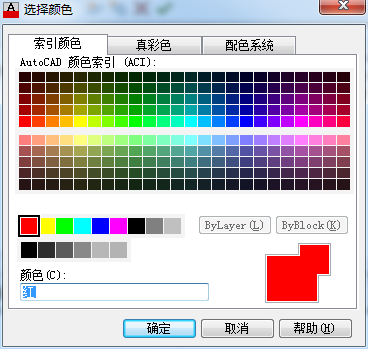 选择颜色
索引颜色 真彩色 配色系统
AutoCAD 颜色索引 (ACI):
ByLayer(L) ByBlock(K)
颜色(C):
红
确定 取消 帮助(H)